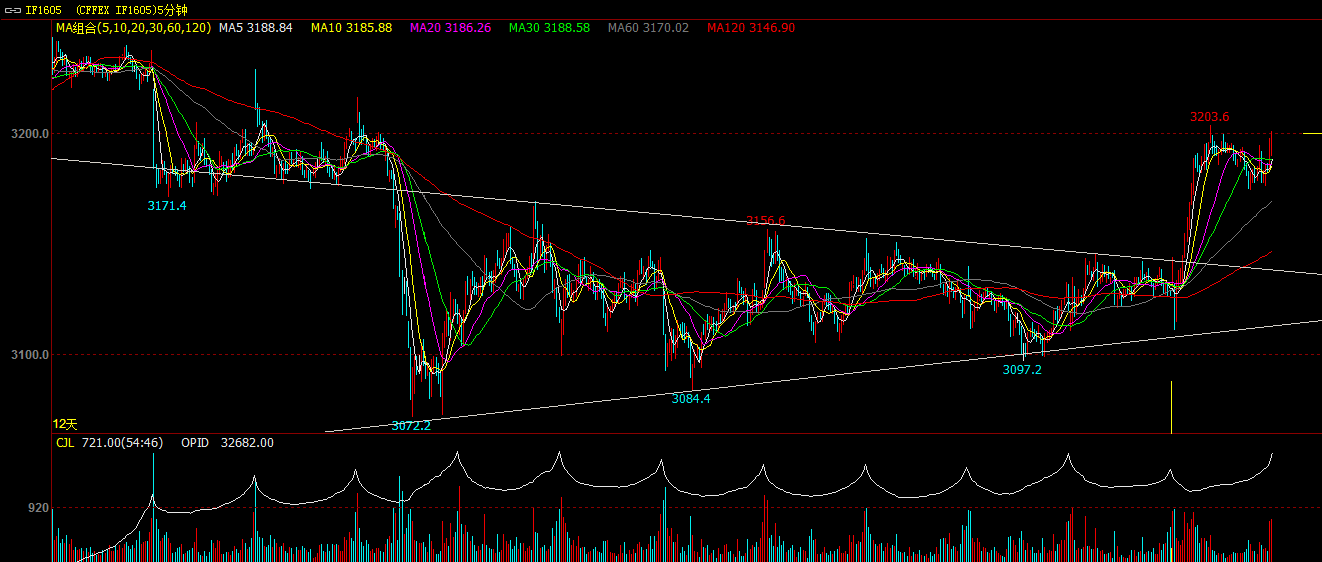 IF1605 (CFFEX IF1605)5分钟
MA组合(5,10,20,30,60,120) MA5 3188.84 MA10 3185.88 MA20 3186.26 MA30 3188.58 MA60 3170.02 MA120 3146.90
3203.6
3200.0
3171.4
3156.6
3100.0
3097.2
3084.4
3072.2
12天
CJL 721.00(54:46) OPID 32682.00
920